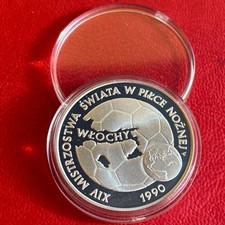 XIV MISTRZOSTWA ŚWIATA W PIŁCE NOŻNEJ
WŁOCHY
1990